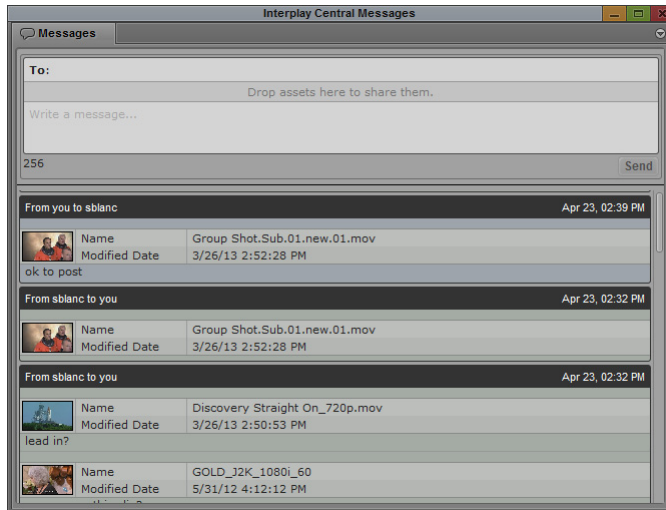 Interplay Central Messages
Messages
To:
Drop assets here to share them.
Write a message...
256
Send
From you to sblanc Apr 23, 02:39 PM
Name Group Shot.Sub.01.new.01.mov
Modified Date 3/26/13 2:52:28 PM
ok to post
From sblanc to you Apr 23, 02:32 PM
Name Group Shot.Sub.01.new.01.mov
Modified Date 3/26/13 2:52:28 PM
From sblanc to you Apr 23, 02:32 PM
Name Discovery Straight On_720p.mov
Modified Date 3/26/13 2:50:53 PM
lead in?
Name GOLD_J2K_1080i_60
Modified Date 5/31/12 4:12:12 PM